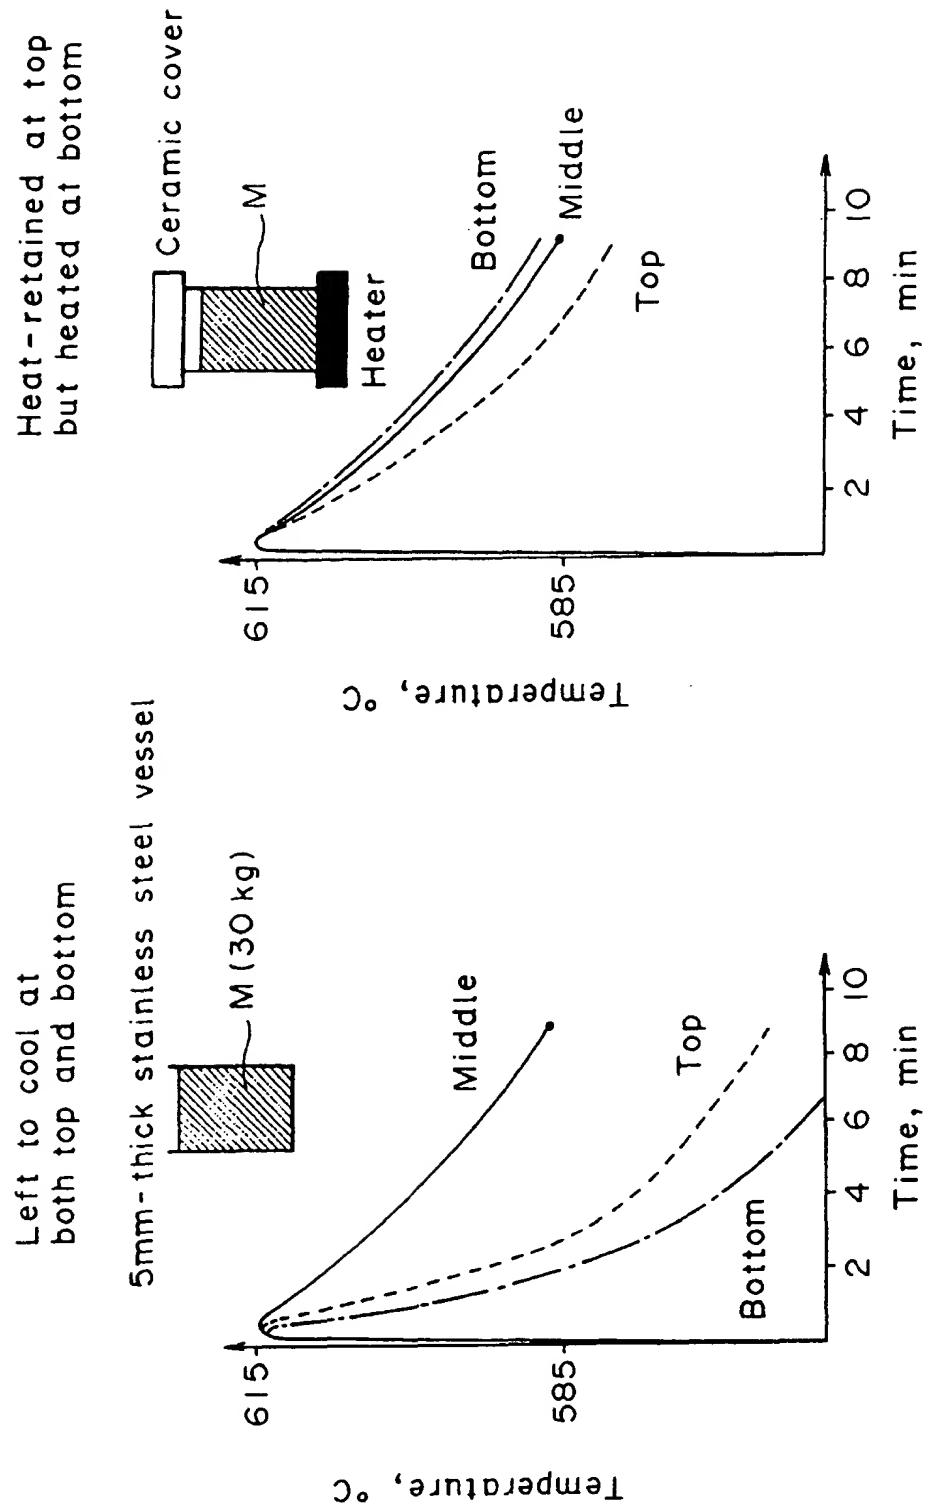 Left to cool at
both top and bottom
5mm-thick stainless steel vessel
M (30 kg)
Temperature, °C
615
585
Middle
Top
Bottom
2 4 6 8 10
Time, min
Heat-retained at top
but heated at bottom
Ceramic cover
M
Heater
Temperature, °C
615
585
Bottom
Middle
Top
2 4 6 8 10
Time, min